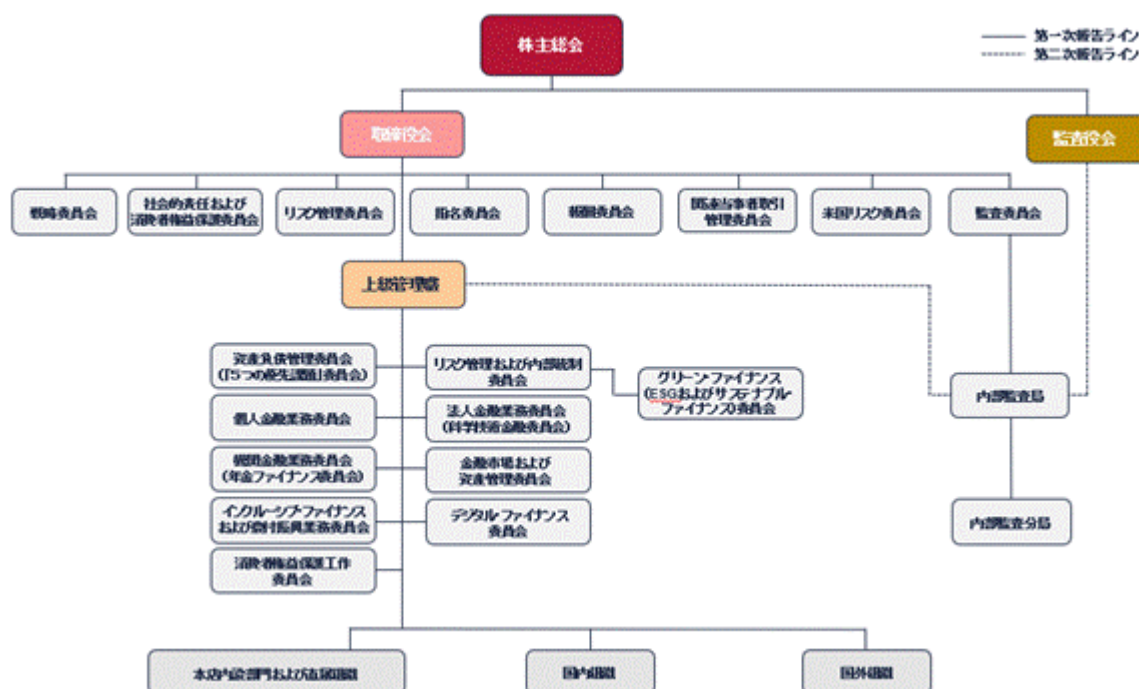 株主総会
第一次報告ライン
第二次報告ライン
取締役会
監査役会
戦略委員会
社会的責任および
消費者権益保護委員会
リスク管理委員会
指名委員会
報酬委員会
関連当事者取引
管理委員会
米国リスク委員会
監査委員会
上級管理層
資産負債管理委員会
(「5つの優先課題」委員会)
リスク管理および内部統制
委員会
グリーン・ファイナンス
(ESGおよびサステナブル・
ファイナンス)委員会
内部監査局
個人金融業務委員会
法人金融業務委員会
(科学技術金融委員会)
機関金融業務委員会
(年金ファイナンス委員会)
金融市場および
資産管理委員会
インクルーシブ・ファイナンス
および農村振興業務委員会
デジタル・ファイナンス
委員会
内部監査分局
消費者権益保護工作
委員会
本店内設部門および直属組織
国内組織
国外組織